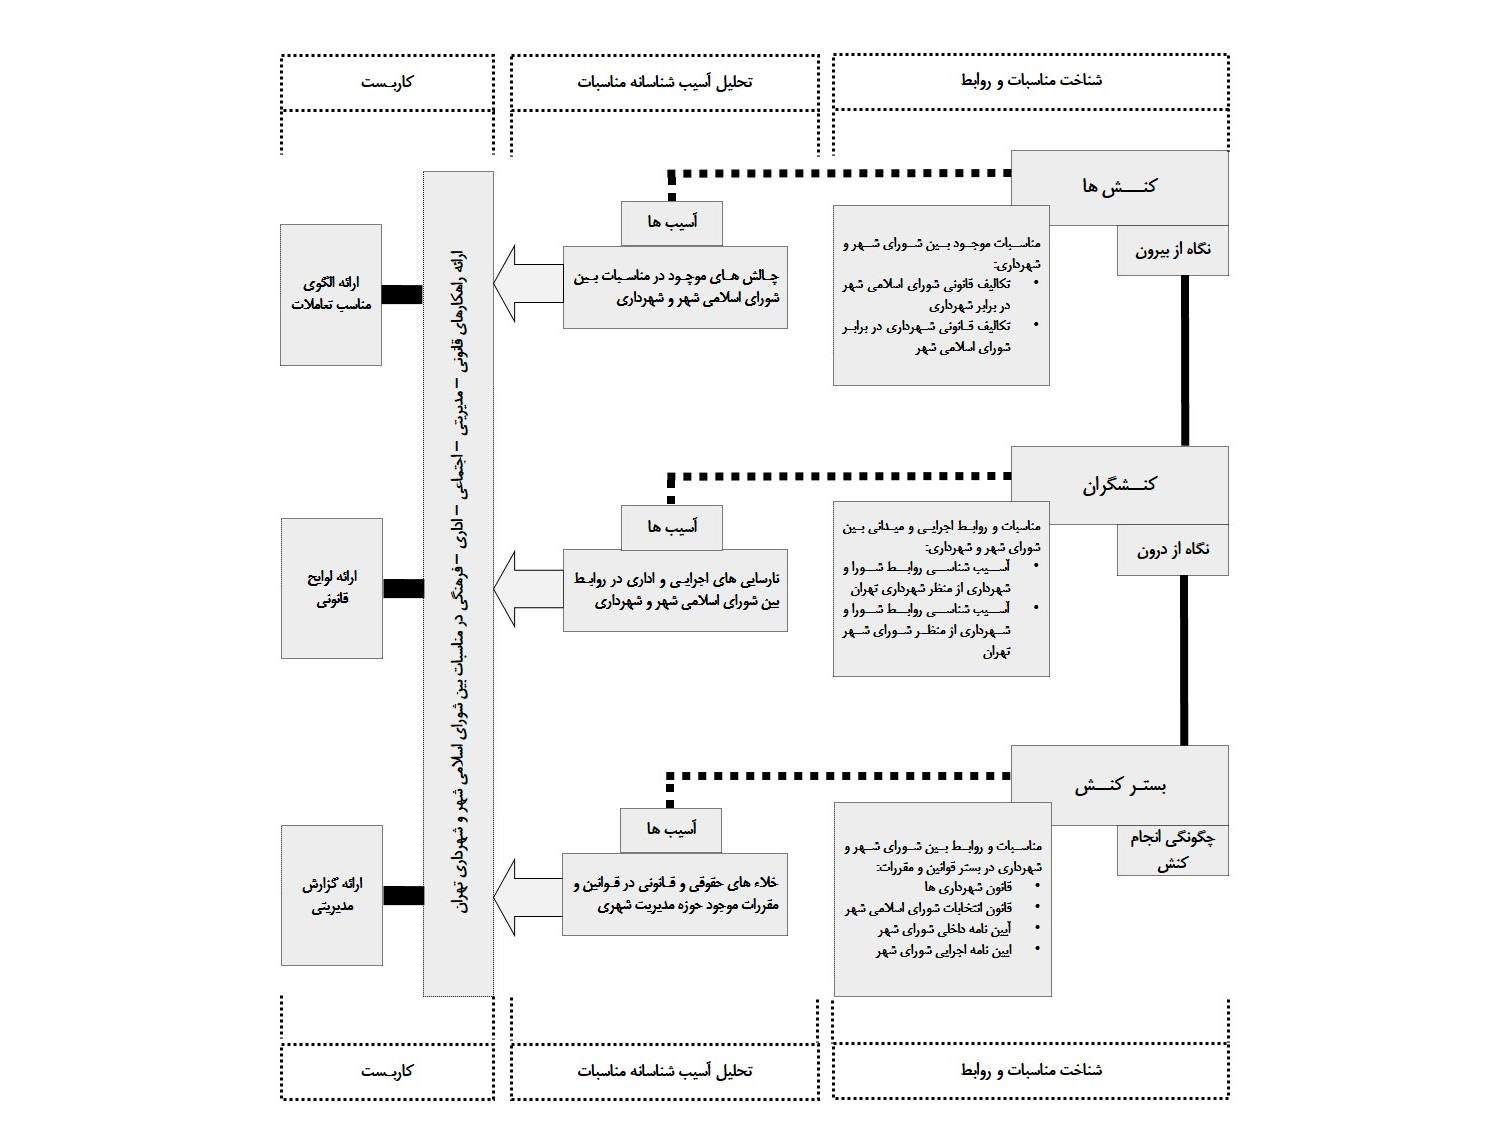 شناخت مناسبات و روابط
تحلیل آسیب شناسانه مناسبات
کاربست
کنش ها
نگاه از بیرون
مناسبات موجود بین شورای شهر و
شهرداری:
• تکالیف قانونی شورای اسلامی شهر
در برابر شهرداری
• تکالیف قانونی شهرداری در برابر
شورای اسلامی شهر
آسیب ها
چالش های موجود در مناسبات بین
شورای اسلامی شهر و شهرداری
ارائه الگوی
مناسب تعاملات
ارائه راهکارهای قانونی – مدیریتی – اجتماعی – اداری – فرهنگی در مناسبات بین شورای اسلامی شهر و شهرداری تهران
کنشگران
نگاه از درون
مناسبات و روابط اجرایی و میدانی بین
شورای شهر و شهرداری:
• آسیب شناسی روابط شورا و
شهرداری از منظر شهرداری تهران
• آسیب شناسی روابط شورا و
شهرداری از منظر شورای شهر
تهران
آسیب ها
نارسایی های اجرایی و اداری در روابط
بین شورای اسلامی شهر و شهرداری
ارائه لوایح
قانونی
بستر کنش
چگونگی انجام
کنش
مناسبات و روابط بین شورای شهر و
شهرداری در بستر قوانین و مقررات:
• قانون شهرداری ها
• قانون انتخابات شورای اسلامی شهر
• آیین نامه داخلی شورای شهر
• ایین نامه اجرایی شورای شهر
آسیب ها
خلاء های حقوقی و قانونی در قوانین و
مقررات موجود حوزه مدیریت شهری
ارائه گزارش
مدیریتی
شناخت مناسبات و روابط
تحلیل آسیب شناسانه مناسبات
کاربست